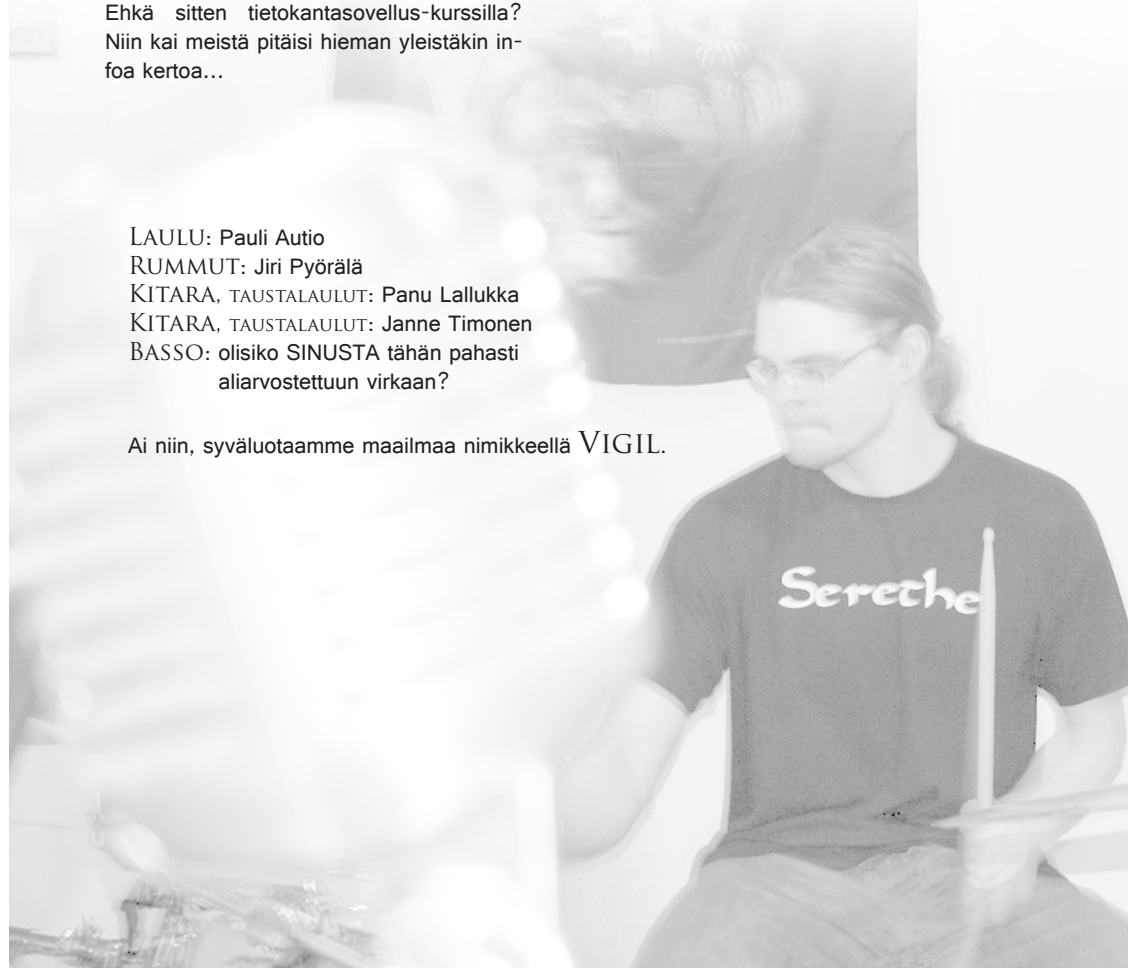 Ehkä sitten tietokantasovellus-kurssilla?
Niin kai meistä pitäisi hieman yleistäkin in-
foa kertoa...
LAULU: Pauli Autio
RUMMUT: Jiri Pyörälä
KITARA, TAUSTALAULUT: Panu Lallukka
KITARA, TAUSTALAULUT: Janne Timonen
BASSO: olisiko SINUSTA tähän pahasti
aliarvostettuun virkaan?
Ai niin, syväluotaamme maailmaa nimikkeellä VIGIL.
Serethe